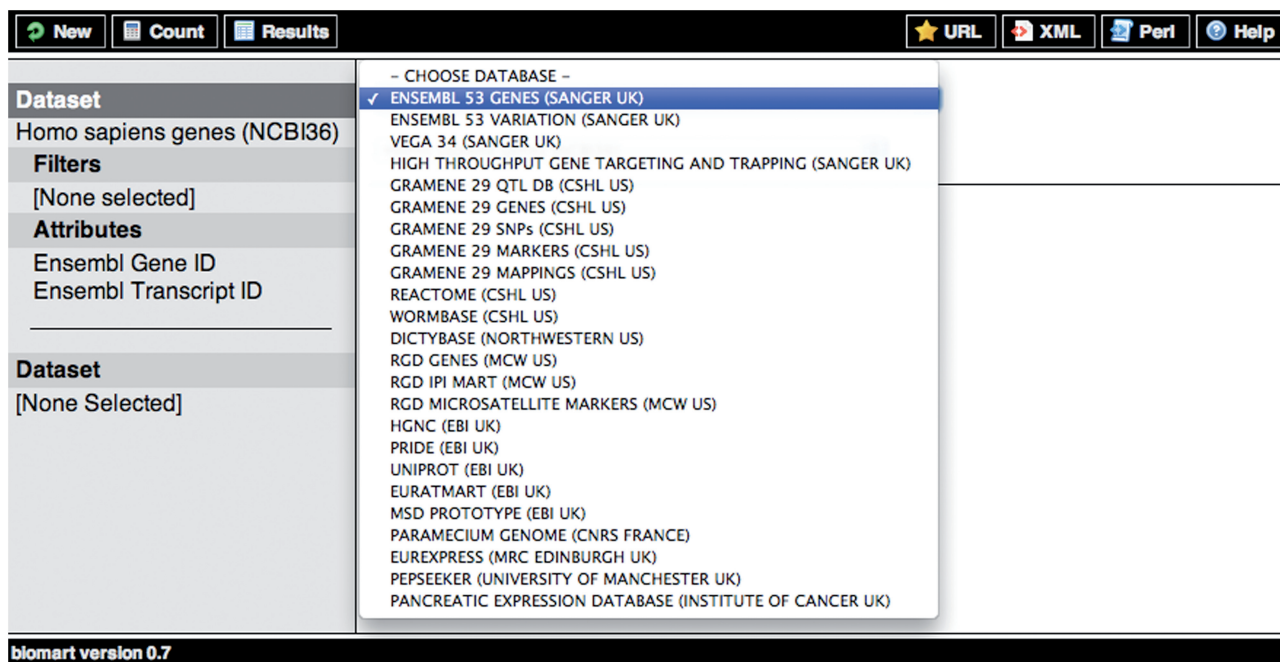 New Count Results URL XML Perl Help
Dataset
Homo sapiens genes (NCBI36)
Filters
[None selected]
Attributes
Ensembl Gene ID
Ensembl Transcript ID
Dataset
[None Selected]
– CHOOSE DATABASE –
✓ ENSEMBL 53 GENES (SANGER UK)
ENSEMBL 53 VARIATION (SANGER UK)
VEGA 34 (SANGER UK)
HIGH THROUGHPUT GENE TARGETING AND TRAPPING (SANGER UK)
GRAMENE 29 QTL DB (CSHL US)
GRAMENE 29 GENES (CSHL US)
GRAMENE 29 SNPs (CSHL US)
GRAMENE 29 MARKERS (CSHL US)
GRAMENE 29 MAPPINGS (CSHL US)
REACTOME (CSHL US)
WORMBASE (CSHL US)
DICTYBASE (NORTHWESTERN US)
RGD GENES (MCW US)
RGD IPI MART (MCW US)
RGD MICROSATELLITE MARKERS (MCW US)
HGNC (EBI UK)
PRIDE (EBI UK)
UNIPROT (EBI UK)
EURATMART (EBI UK)
MSD PROTOTYPE (EBI UK)
PARAMECIUM GENOME (CNRS FRANCE)
EUREXPRESS (MRC EDINBURGH UK)
PEPSEEKER (UNIVERSITY OF MANCHESTER UK)
PANCREATIC EXPRESSION DATABASE (INSTITUTE OF CANCER UK)
biomart version 0.7